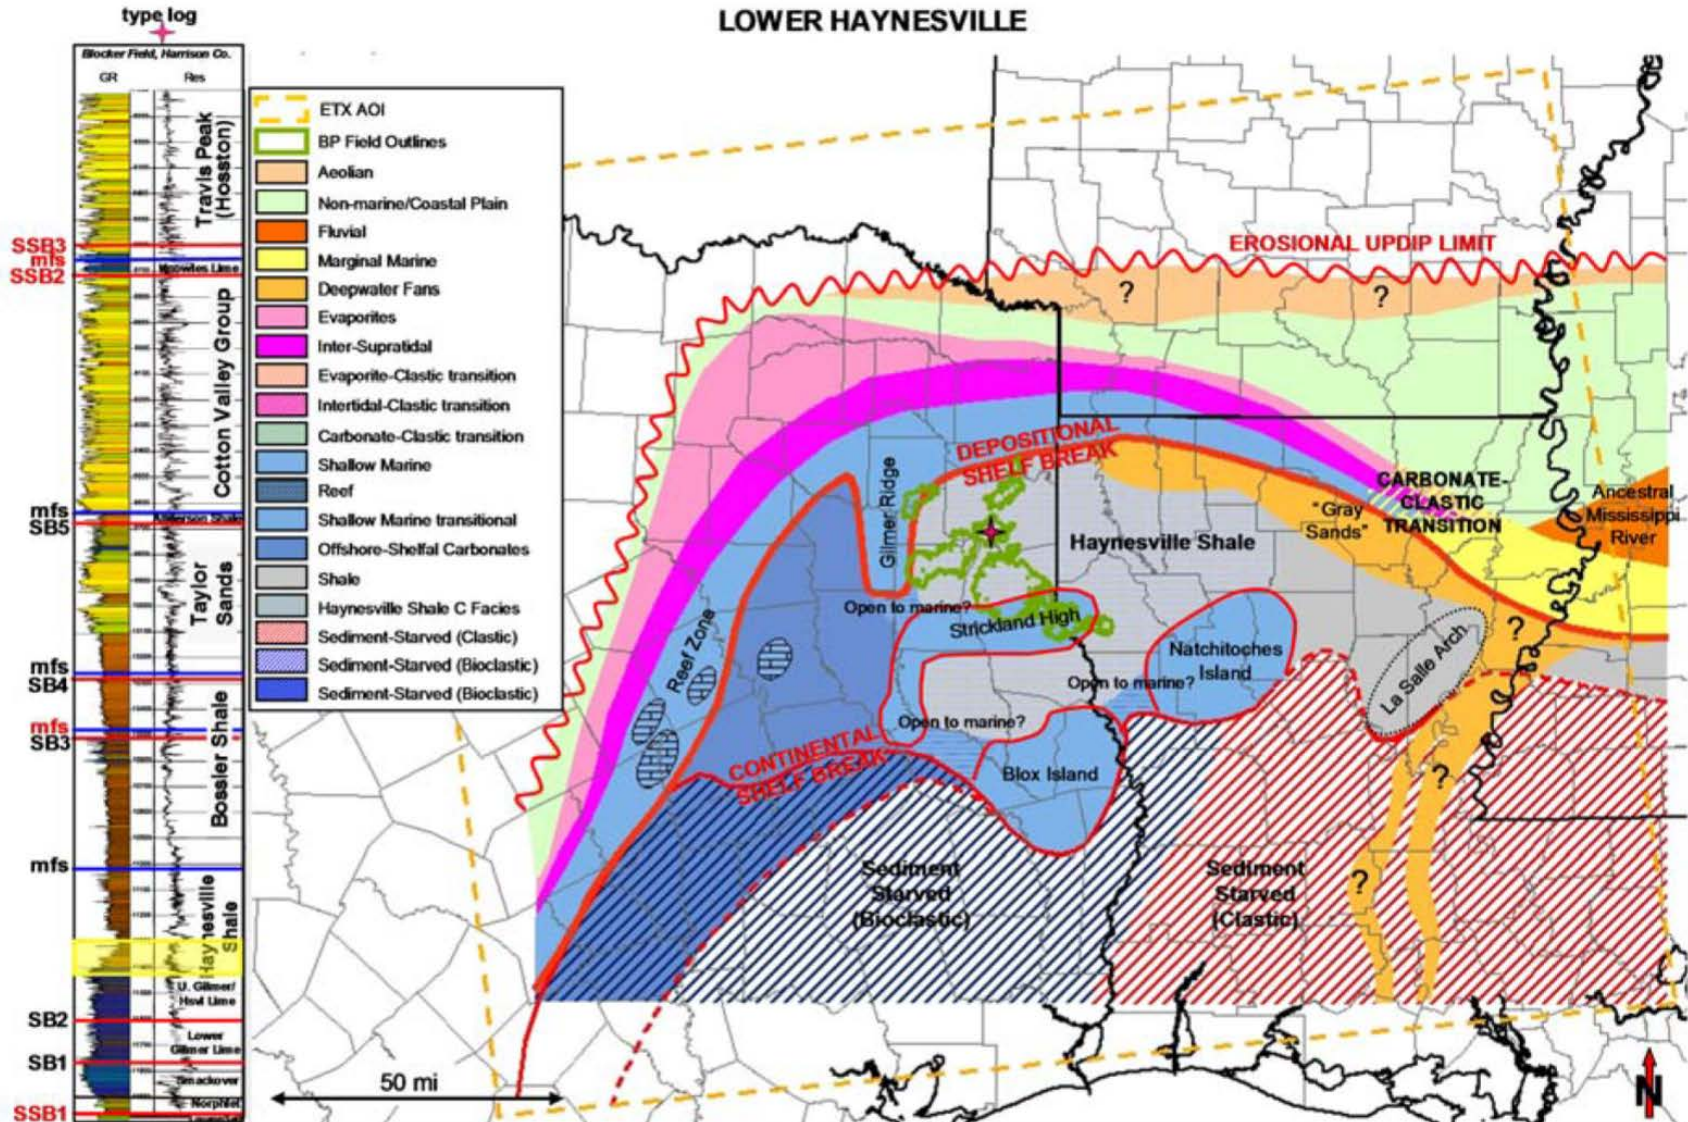 type log
LOWER HAYNESVILLE
Blocker Field, Harrison Co.
GR
Res
Travis Peak
(Hosston)
SSB3
mfs
SSB2
Knowles Lime
Cotton Valley Group
mfs
SB5
Taylor
Sands
mfs
SB4
mfs
SB3
Bossier Shale
mfs
Haynesville
Shale
U. Gilmer/
Hsvl Lime
SB2
Lower
Gilmer Lime
SB1
Smackover
Norphlet
SSB1
ETX AOI
BP Field Outlines
Aeolian
Non-marine/Coastal Plain
Fluvial
Marginal Marine
Deepwater Fans
Evaporites
Inter-Supratidal
Evaporite-Clastic transition
Intertidal-Clastic transition
Carbonate-Clastic transition
Shallow Marine
Reef
Shallow Marine transitional
Offshore-Shelfal Carbonates
Shale
Haynesville Shale C Facies
Sediment-Starved (Clastic)
Sediment-Starved (Bioclastic)
Sediment-Starved (Bioclastic)
EROSIONAL UPDIP LIMIT
?
?
DEPOSITIONAL
SHELF BREAK
Gilmer Ridge
CARBONATE-
CLASTIC
TRANSITION
Ancestral
Mississippi
River
"Gray
Sands"
Haynesville Shale
Open to marine?
Strickland High
Reef Zone
Natchitoches
Island
La Salle Arch
?
Open to marine?
Open to marine?
CONTINENTAL
SHELF BREAK
Blox Island
?
Sediment
Starved
(Bioclastic)
Sediment
Starved
(Clastic)
?
50 mi
N